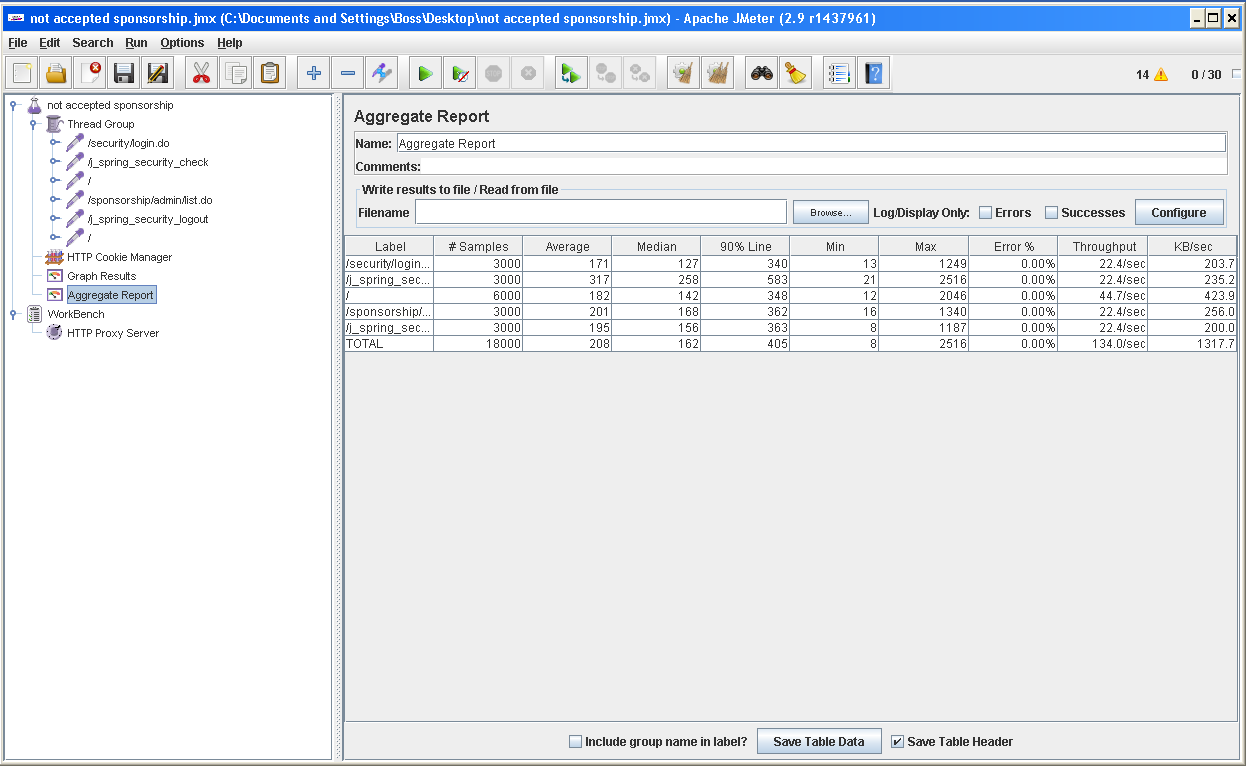 not accepted sponsorship.jmx (C:\Documents and Settings\Boss\Desktop\not accepted sponsorship.jmx) - Apache JMeter (2.9 r1437961)
File Edit Search Run Options Help
14 0 / 30
not accepted sponsorship
Thread Group
/security/login.do
/j_spring_security_check
/
/sponsorship/admin/list.do
/j_spring_security_logout
/
HTTP Cookie Manager
Graph Results
Aggregate Report
WorkBench
HTTP Proxy Server
Aggregate Report
Name: Aggregate Report
Comments:
Write results to file / Read from file
Filename Browse... Log/Display Only: Errors Successes Configure
Label # Samples Average Median 90% Line Min Max Error % Throughput KB/sec
/security/login... 3000 171 127 340 13 1249 0.00% 22.4/sec 203.7
/j_spring_sec... 3000 317 258 583 21 2516 0.00% 22.4/sec 235.2
/ 6000 182 142 348 12 2046 0.00% 44.7/sec 423.9
/sponsorship/... 3000 201 168 362 16 1340 0.00% 22.4/sec 256.0
/j_spring_sec... 3000 195 156 363 8 1187 0.00% 22.4/sec 200.0
TOTAL 18000 208 162 405 8 2516 0.00% 134.0/sec 1317.7
Include group name in label? Save Table Data Save Table Header